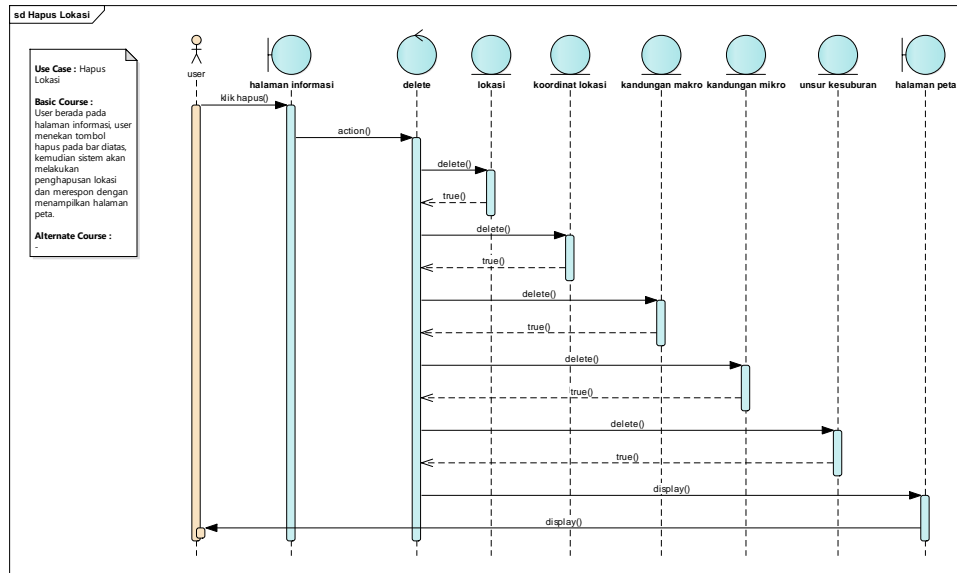 sd Hapus Lokasi
Use Case : Hapus
Lokasi
Basic Course :
User berada pada
halaman informasi, user
menekan tombol
hapus pada bar diatas,
kemudian sistem akan
melakukan
penghapusan lokasi
dan merespon dengan
menampilkan halaman
peta.
Alternate Course :
-
user
halaman informasi
delete
lokasi
koordinat lokasi
kandungan makro
kandungan mikro
unsur kesuburan
halaman peta
klik hapus()
action()
delete()
true()
delete()
true()
delete()
true()
delete()
true()
delete()
true()
display()
display()